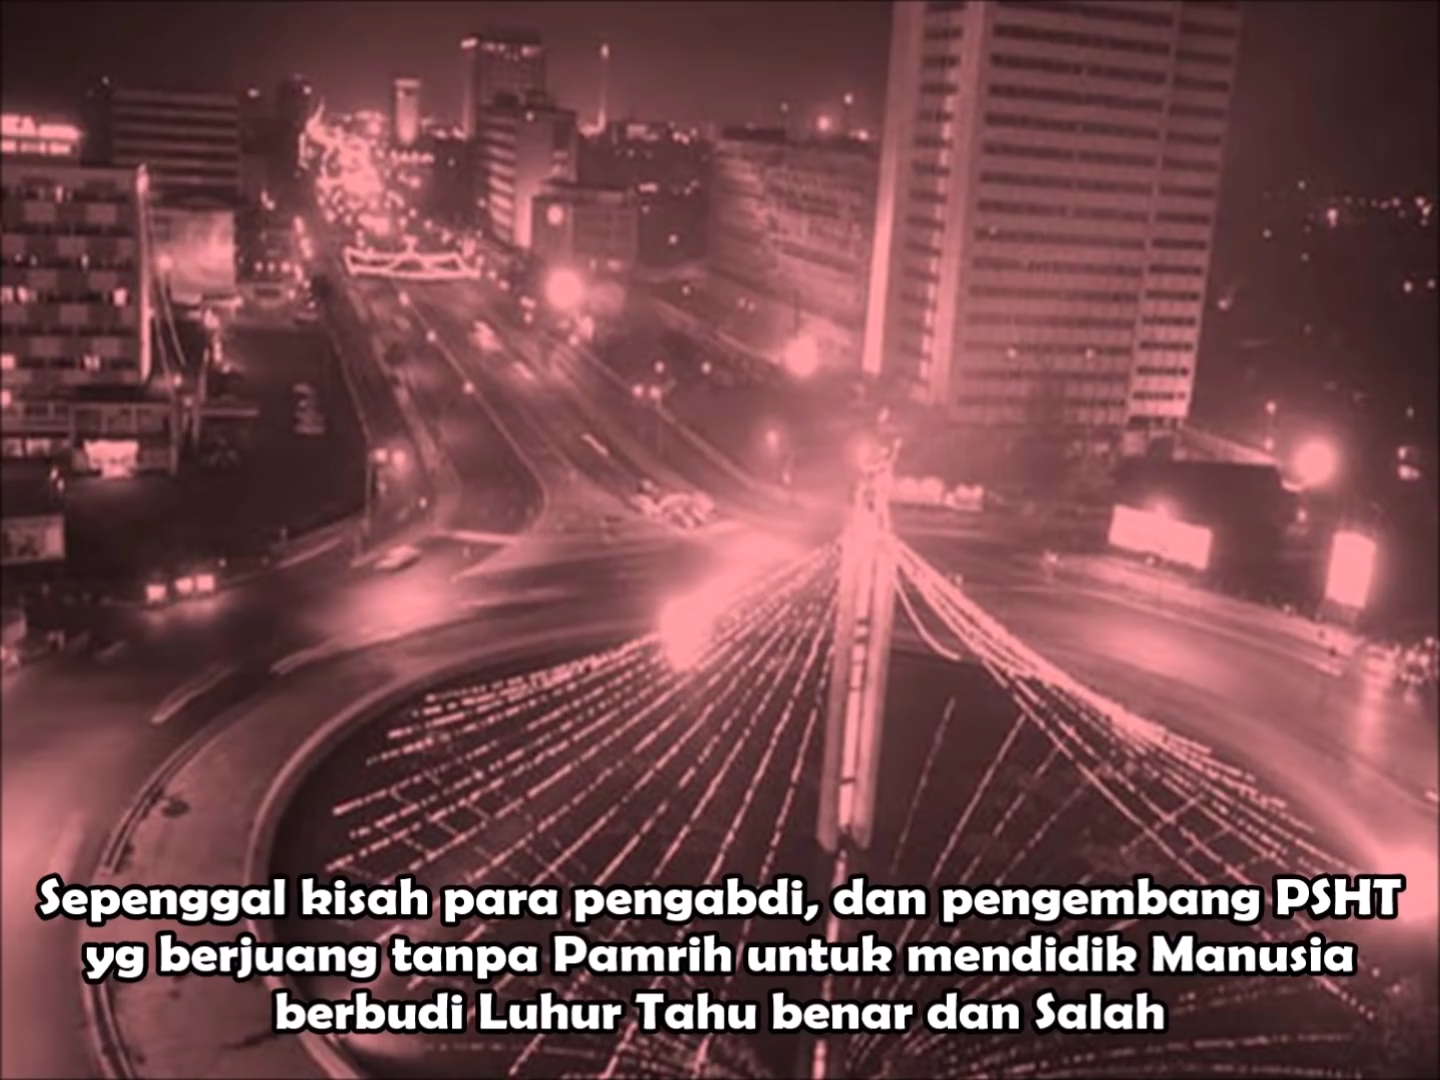 Sepenggal kisah para pengabdi, dan pengembang PSHT
yg berjuang tanpa Pamrih untuk mendidik Manusia
berbudi Luhur Tahu benar dan Salah